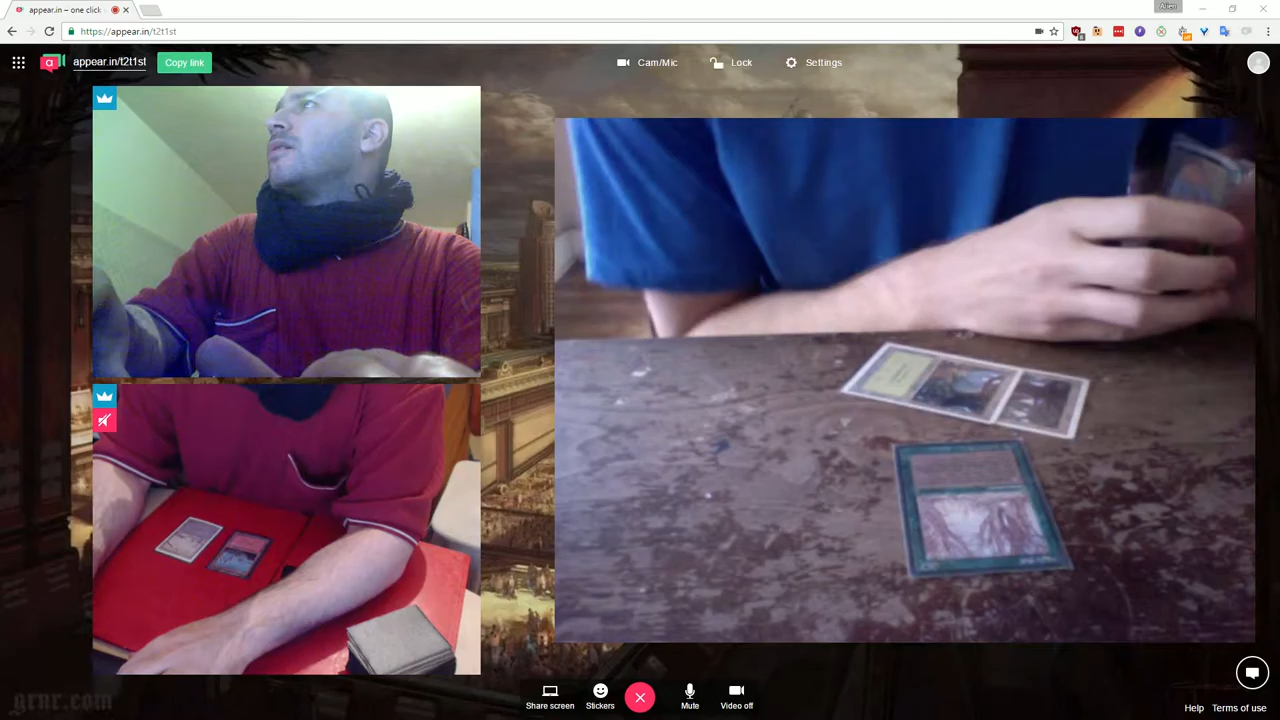 appear.in – one click
Alien
https://appear.in/t2t1st
appear.in/t2t1st
Copy link
Cam/Mic
Lock
Settings
grnr.com
Share screen
Stickers
Mute
Video off
Help
Terms of use